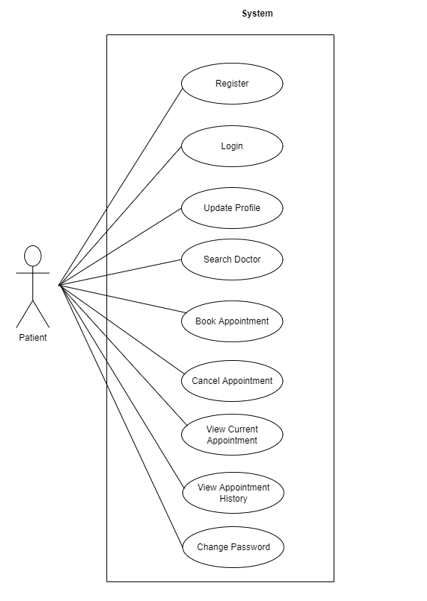 System
Register
Login
Update Profile
Search Doctor
Book Appointment
Patient
Cancel Appointment
View Current
Appointment
View Appointment
History
Change Password